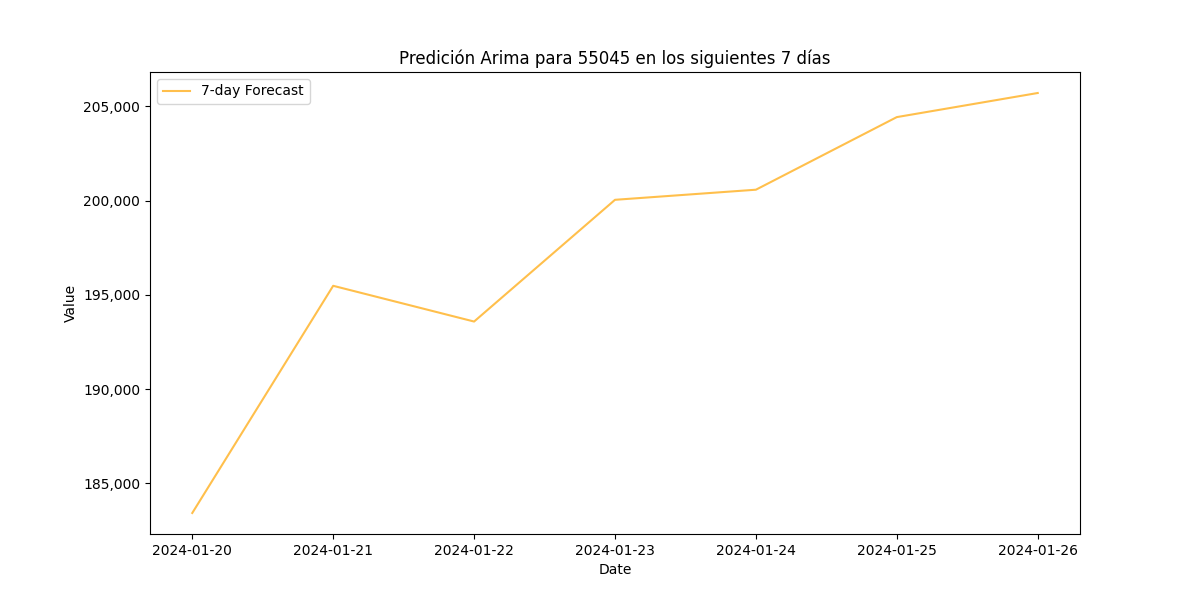 Predición Arima para 55045 en los siguientes 7 días
7-day Forecast
205,000
200,000
195,000
190,000
185,000
Value
2024-01-20 2024-01-21 2024-01-22 2024-01-23 2024-01-24 2024-01-25 2024-01-26
Date